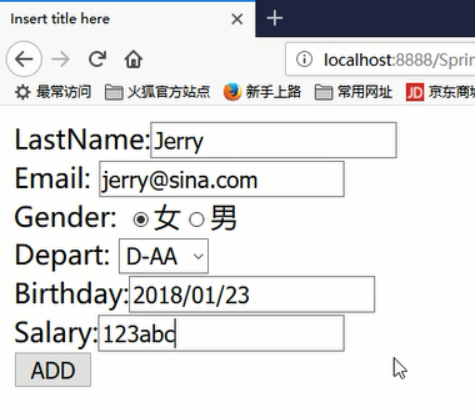 Insert title here
localhost:8888/Sprin
最常访问 火狐官方站点 新手上路 常用网址 JD 京东商城
LastName:Jerry
Email: jerry@sina.com
Gender: 女 男
Depart: D-AA
Birthday:2018/01/23
Salary:123abc
ADD